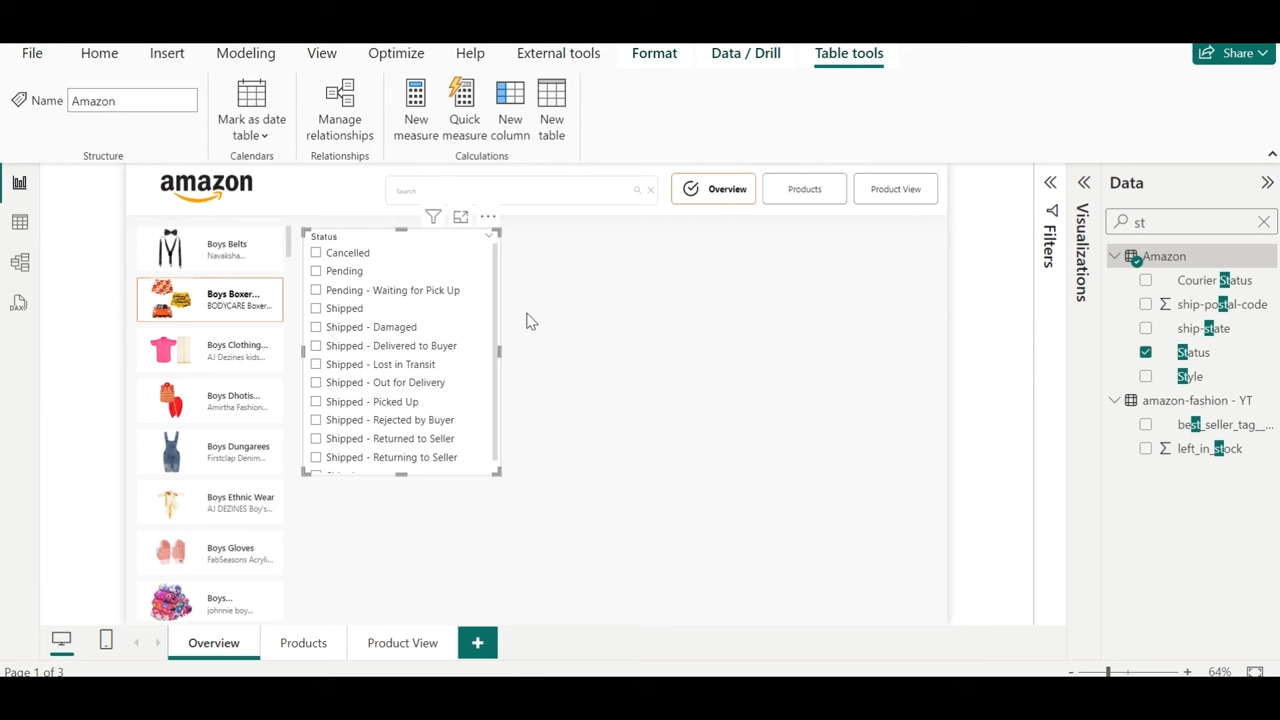 File Home Insert Modeling View Optimize Help External tools Format Data / Drill Table tools Share
Name Amazon
Mark as date table
Manage relationships
New measure
Quick measure
New column
New table
Structure Calendars Relationships Calculations
amazon
Search
Overview
Products
Product View
Boys Belts
Navaksha...
Boys Boxer...
BODYCARE Boxer...
Boys Clothing...
AJ Dezines kids...
Boys Dhotis...
Amirtha Fashion...
Boys Dungarees
Firstclap Denim...
Boys Ethnic Wear
AJ DEZINES Boy's...
Boys Gloves
FabSeasons Acryli...
Boys...
johnnie boy...
Status
Cancelled
Pending
Pending - Waiting for Pick Up
Shipped
Shipped - Damaged
Shipped - Delivered to Buyer
Shipped - Lost in Transit
Shipped - Out for Delivery
Shipped - Picked Up
Shipped - Rejected by Buyer
Shipped - Returned to Seller
Shipped - Returning to Seller
Filters
Visualizations
Data
st
Amazon
Courier Status
ship-postal-code
ship-state
Status
Style
amazon-fashion - YT
best_seller_tag__...
left_in_stock
Overview Products Product View
Page 1 of 3
64%